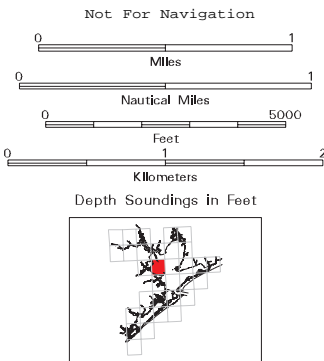 Not For Navigation
0 1
Miles
0 1
Nautical Miles
0 5000
Feet
0 1 2
Kilometers
Depth Soundings in Feet